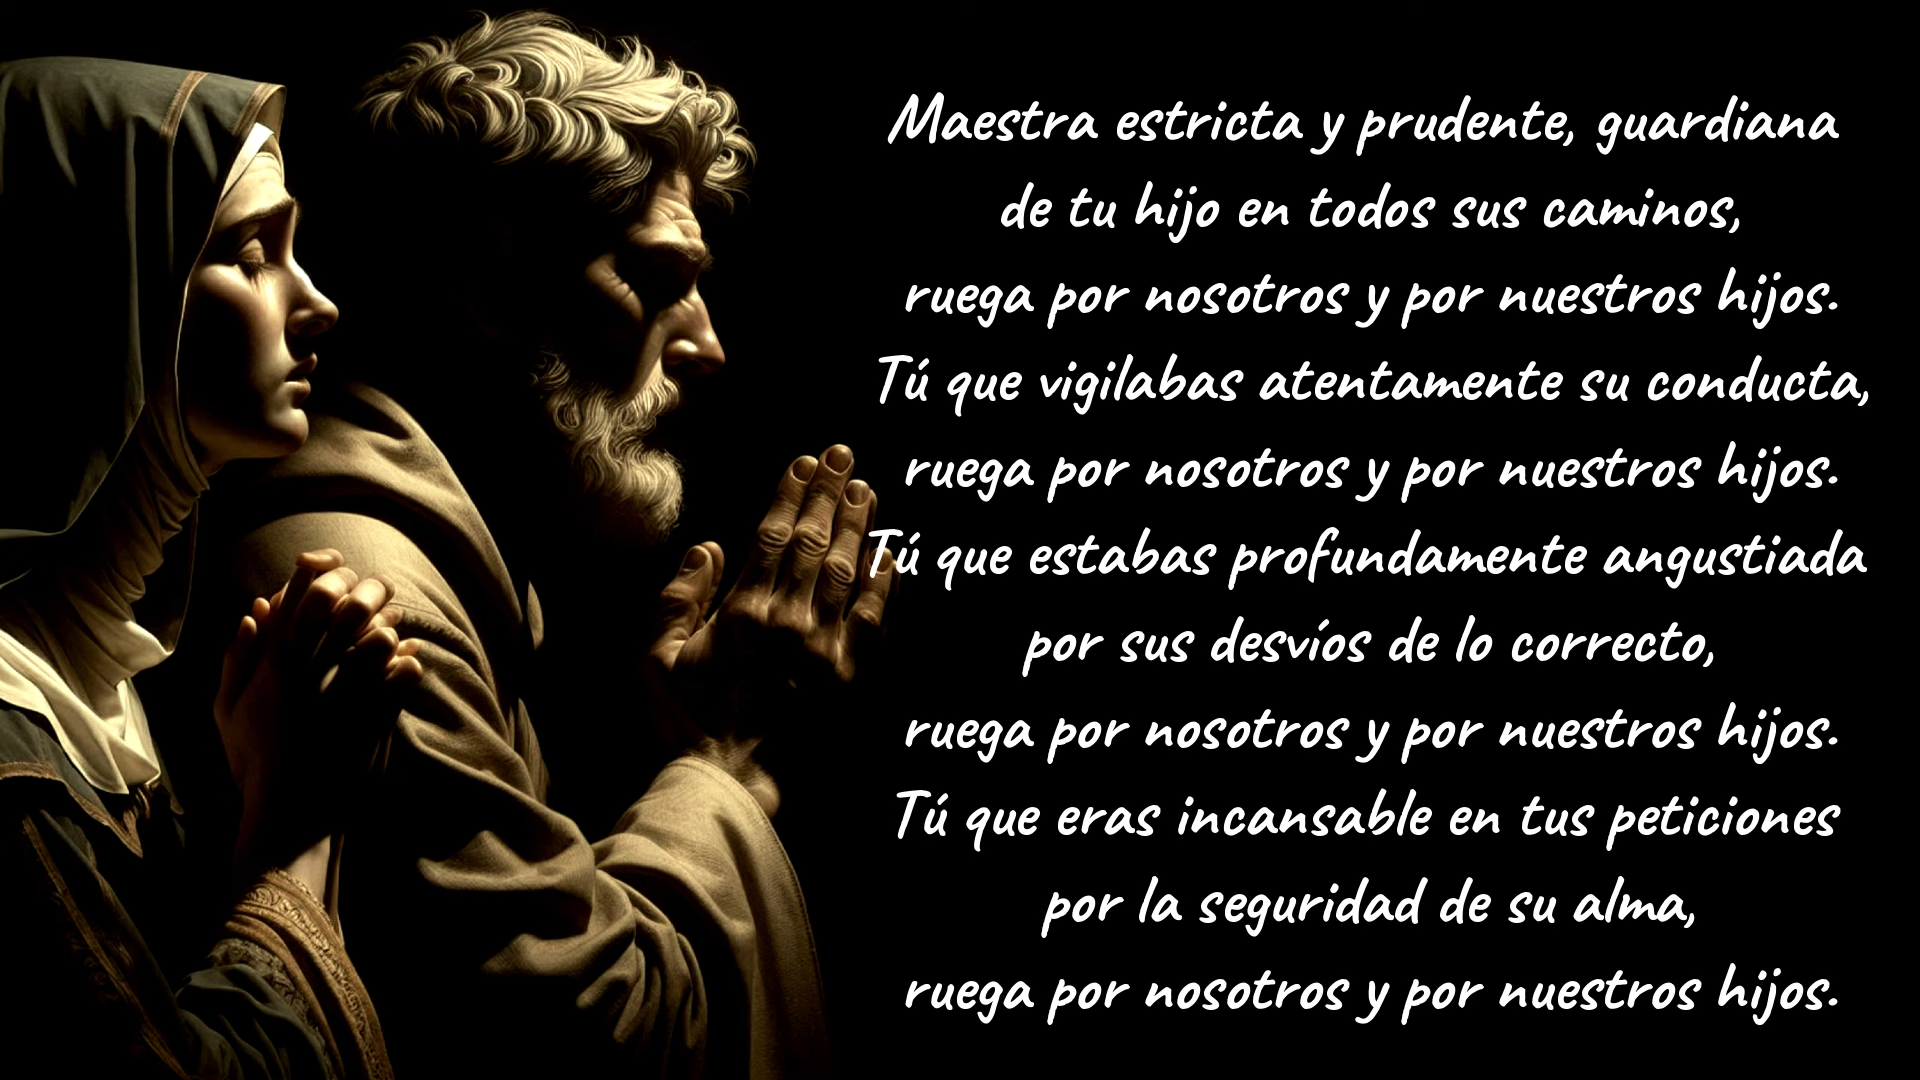 Maestra estricta y prudente, guardiana
de tu hijo en todos sus caminos,
ruega por nosotros y por nuestros hijos.
Tú que vigilabas atentamente su conducta,
ruega por nosotros y por nuestros hijos.
Tú que estabas profundamente angustiada
por sus desvíos de lo correcto,
ruega por nosotros y por nuestros hijos.
Tú que eras incansable en tus peticiones
por la seguridad de su alma,
ruega por nosotros y por nuestros hijos.